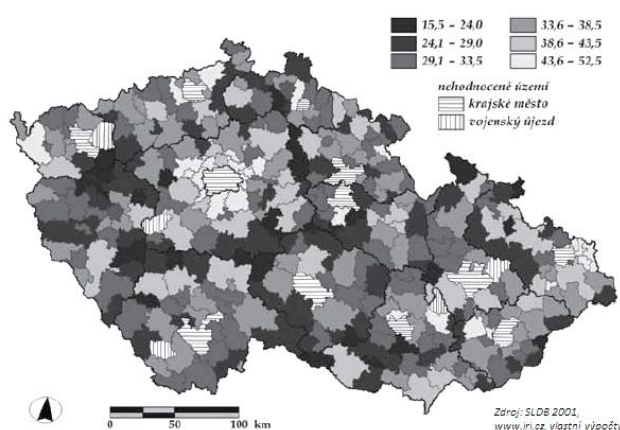 15,5 – 24,0
24,1 – 29,0
29,1 – 33,5
33,6 – 38,5
38,6 – 43,5
43,6 – 52,5
nehodnocené území
krajské město
vojenský újezd
0 50 100 km
Zdroj: SLDB 2001,
www.iri.cz, vlastní výpočty